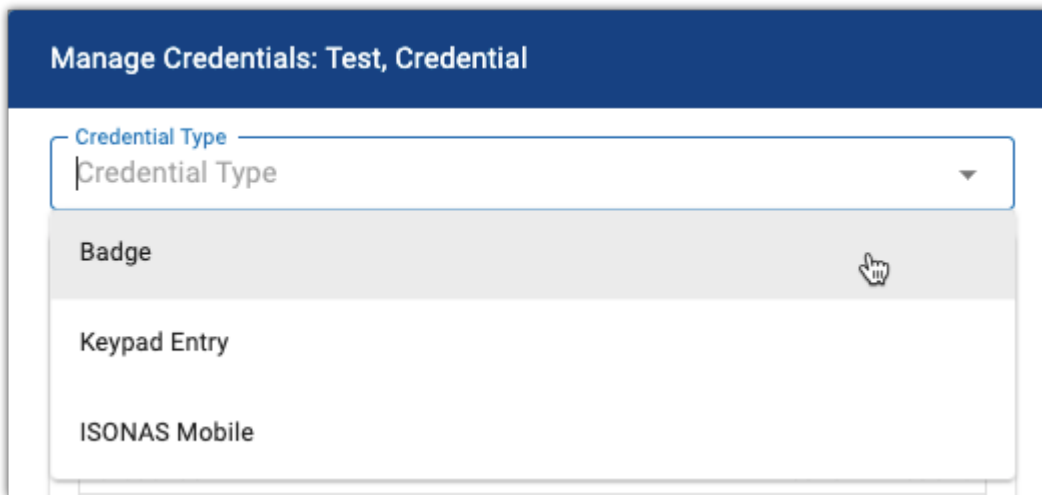 Manage Credentials: Test, Credential
Credential Type
Credential Type
Badge
Keypad Entry
ISONAS Mobile